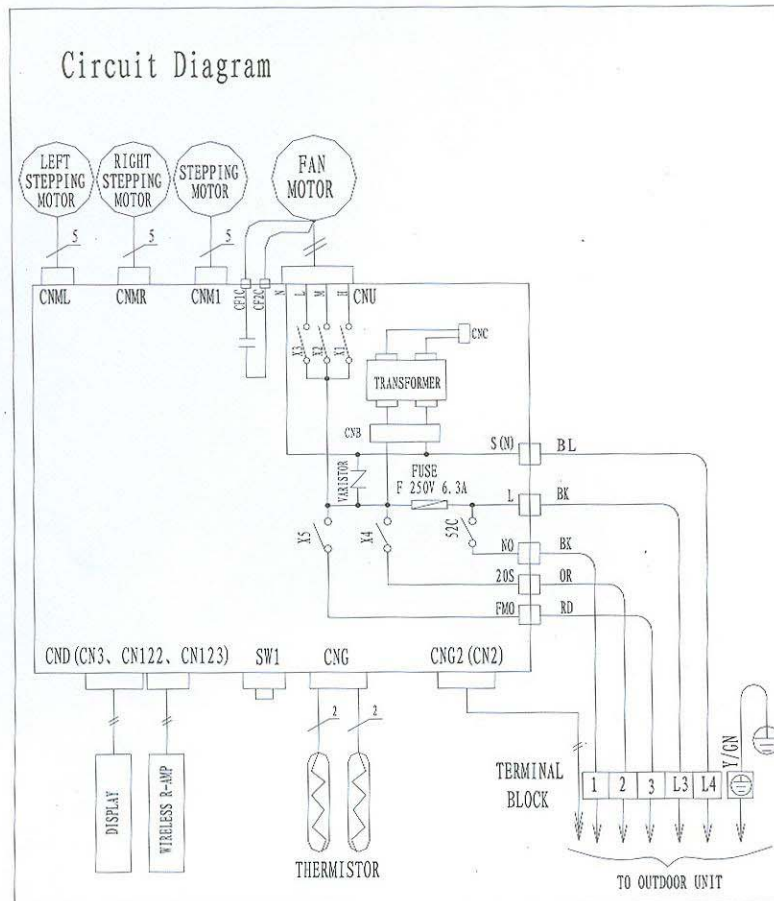 Circuit Diagram
LEFT
STEPPING
MOTOR
RIGHT
STEPPING
MOTOR
STEPPING
MOTOR
FAN
MOTOR
5
5
5
CNML
CNMR
CNM1
CF1C
CF2C
N
L
M
H
CNU
X3
X2
X1
CNC
TRANSFORMER
CNB
S(N)
BL
VARISTOR
FUSE
F 250V 6.3A
L
BK
X5
X4
52C
NO
BK
20S
OR
FMO
RD
CND(CN3、CN122、CN123)
SW1
CNG
CNG2(CN2)
2
2
DISPLAY
WIRELESS R-AMP
THERMISTOR
TERMINAL
BLOCK
1
2
3
L3
L4
Y/GN
TO OUTDOOR UNIT